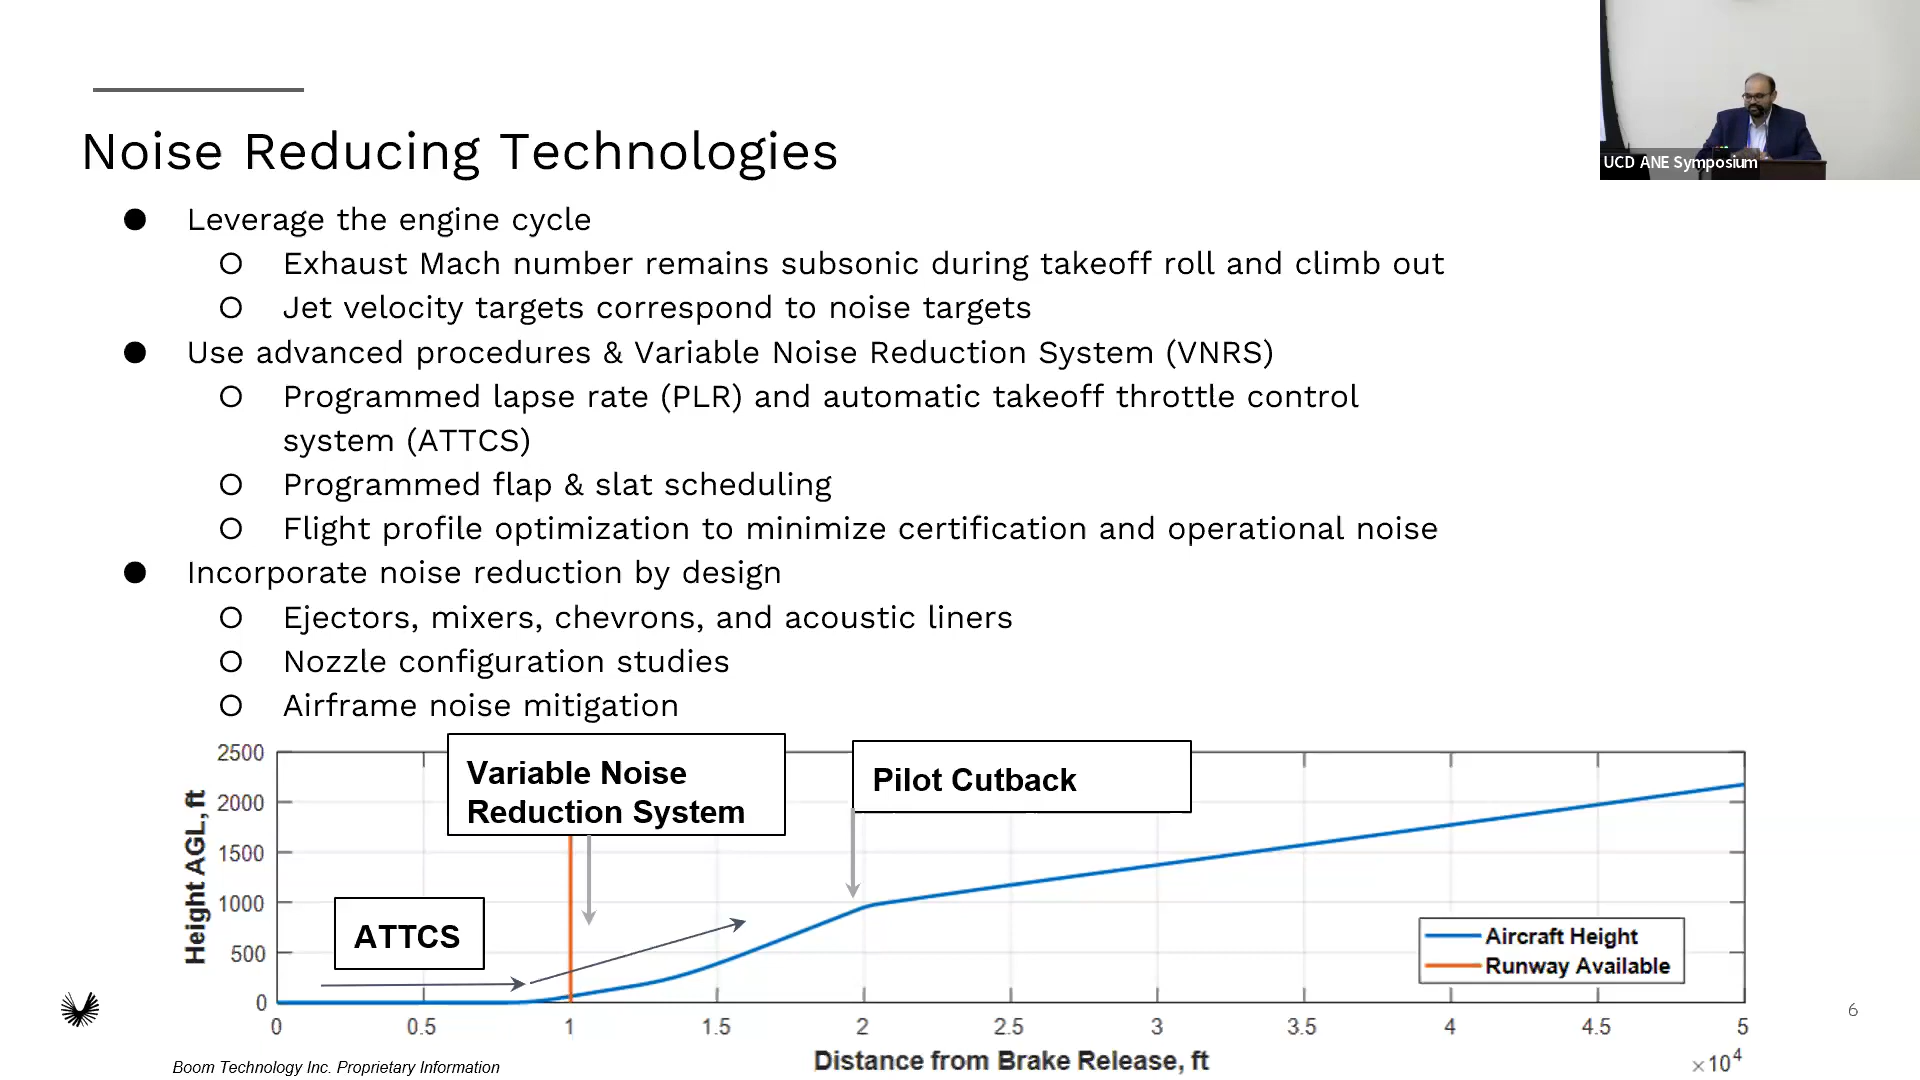 UCD ANE Symposium
Noise Reducing Technologies
● Leverage the engine cycle
○ Exhaust Mach number remains subsonic during takeoff roll and climb out
○ Jet velocity targets correspond to noise targets
● Use advanced procedures & Variable Noise Reduction System (VNRS)
○ Programmed lapse rate (PLR) and automatic takeoff throttle control
system (ATTCS)
○ Programmed flap & slat scheduling
○ Flight profile optimization to minimize certification and operational noise
● Incorporate noise reduction by design
○ Ejectors, mixers, chevrons, and acoustic liners
○ Nozzle configuration studies
○ Airframe noise mitigation
Variable Noise
Reduction System
Pilot Cutback
ATTCS
Height AGL, ft
2500
2000
1500
1000
500
0
Aircraft Height
Runway Available
0 0.5 1 1.5 2 2.5 3 3.5 4 4.5 5
×10⁴
Distance from Brake Release, ft
6
Boom Technology Inc. Proprietary Information